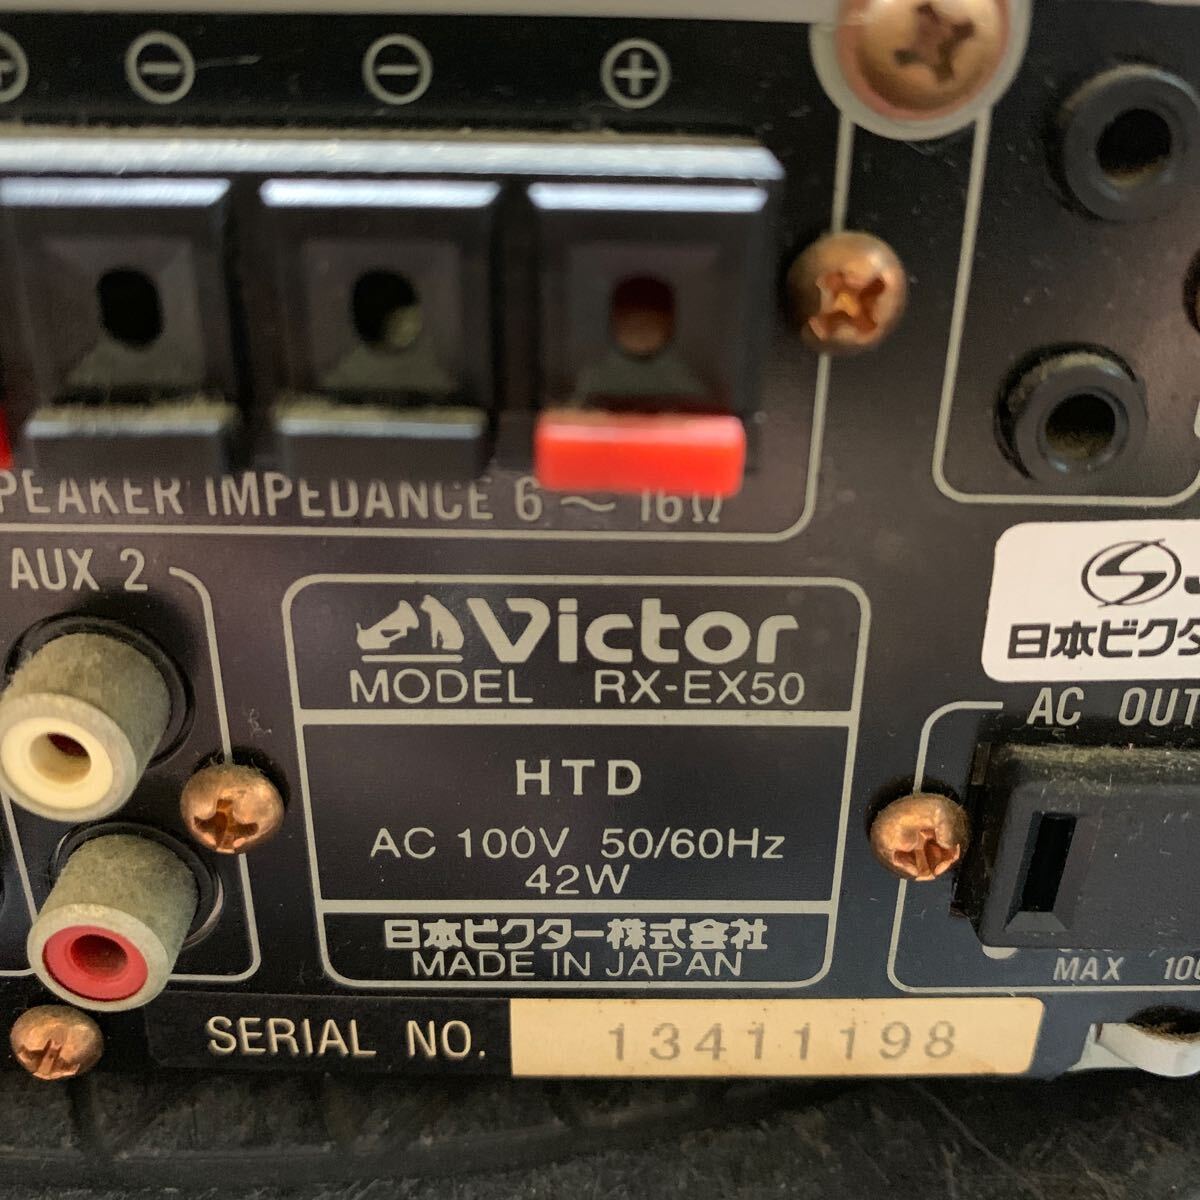 IMPEDANCE 6 ~ 16Ω
AUX 2
Victor
MODEL RX-EX50
HTD
AC 100V 50/60Hz
42W
日本ビクター株式会社
MADE IN JAPAN
SERIAL NO. 13411198
日本ビクタ
AC OUT
MAX